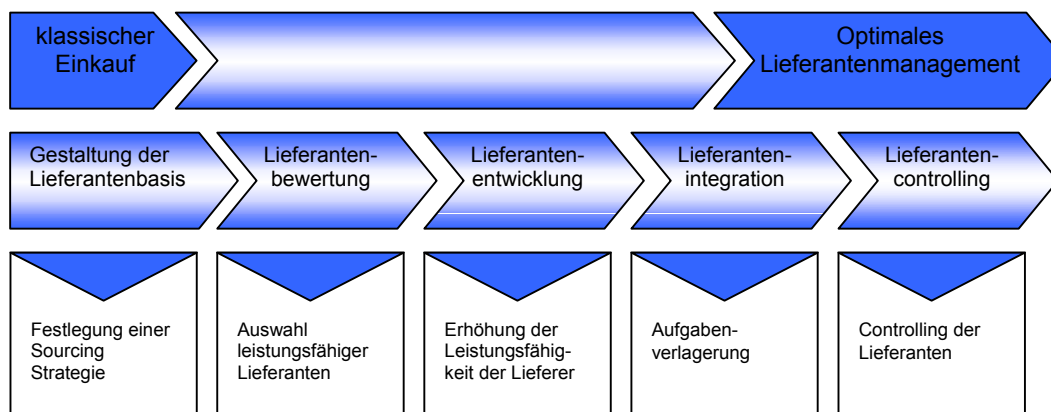 klassischer
Einkauf
Optimales
Lieferantenmanagement
Gestaltung der
Lieferantenbasis
Lieferanten-
bewertung
Lieferanten-
entwicklung
Lieferanten-
integration
Lieferanten-
controlling
Festlegung einer
Sourcing
Strategie
Auswahl
leistungsfähiger
Lieferanten
Erhöhung der
Leistungsfähig-
keit der Lieferer
Aufgaben-
verlagerung
Controlling der
Lieferanten